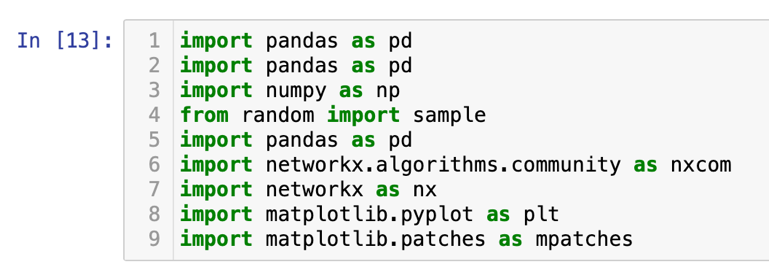 In [13]:
1 import pandas as pd
2 import pandas as pd
3 import numpy as np
4 from random import sample
5 import pandas as pd
6 import networkx.algorithms.community as nxcom
7 import networkx as nx
8 import matplotlib.pyplot as plt
9 import matplotlib.patches as mpatches